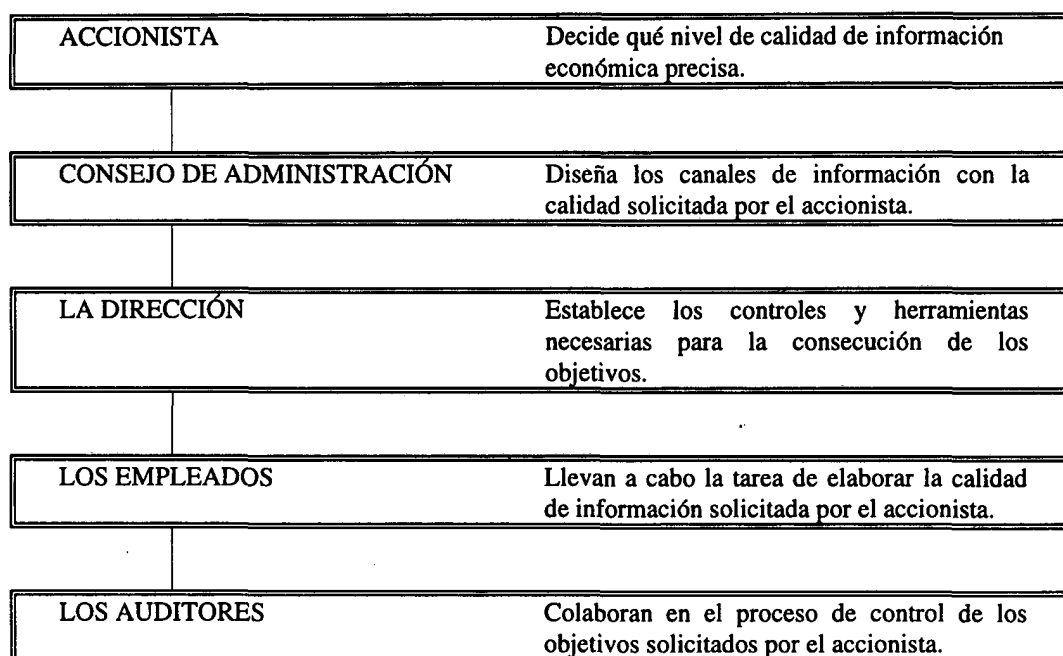 ACCIONISTA Decide qué nivel de calidad de información
económica precisa.
CONSEJO DE ADMINISTRACIÓN Diseña los canales de información con la
calidad solicitada por el accionista.
LA DIRECCIÓN Establece los controles y herramientas
necesarias para la consecución de los
objetivos.
LOS EMPLEADOS Llevan a cabo la tarea de elaborar la calidad
de información solicitada por el accionista.
LOS AUDITORES Colaboran en el proceso de control de los
objetivos solicitados por el accionista.